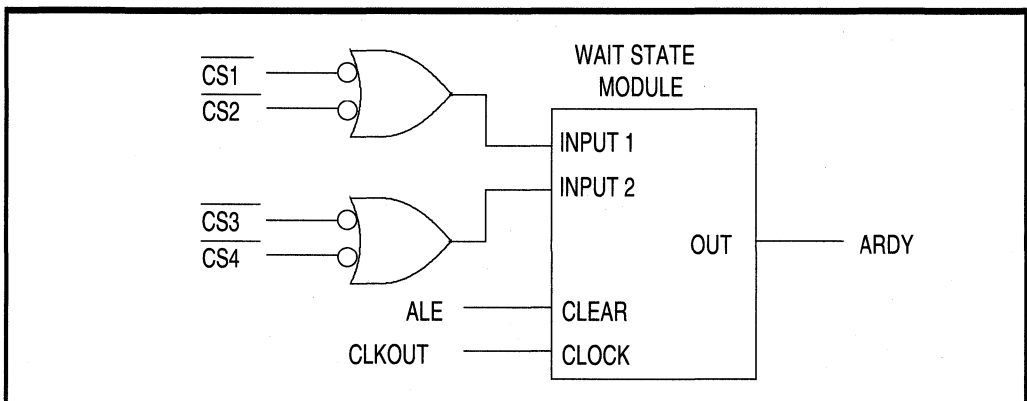 WAIT STATE
MODULE
CS1
CS2
INPUT 1
INPUT 2
CS3
CS4
OUT
ARDY
ALE
CLEAR
CLKOUT
CLOCK